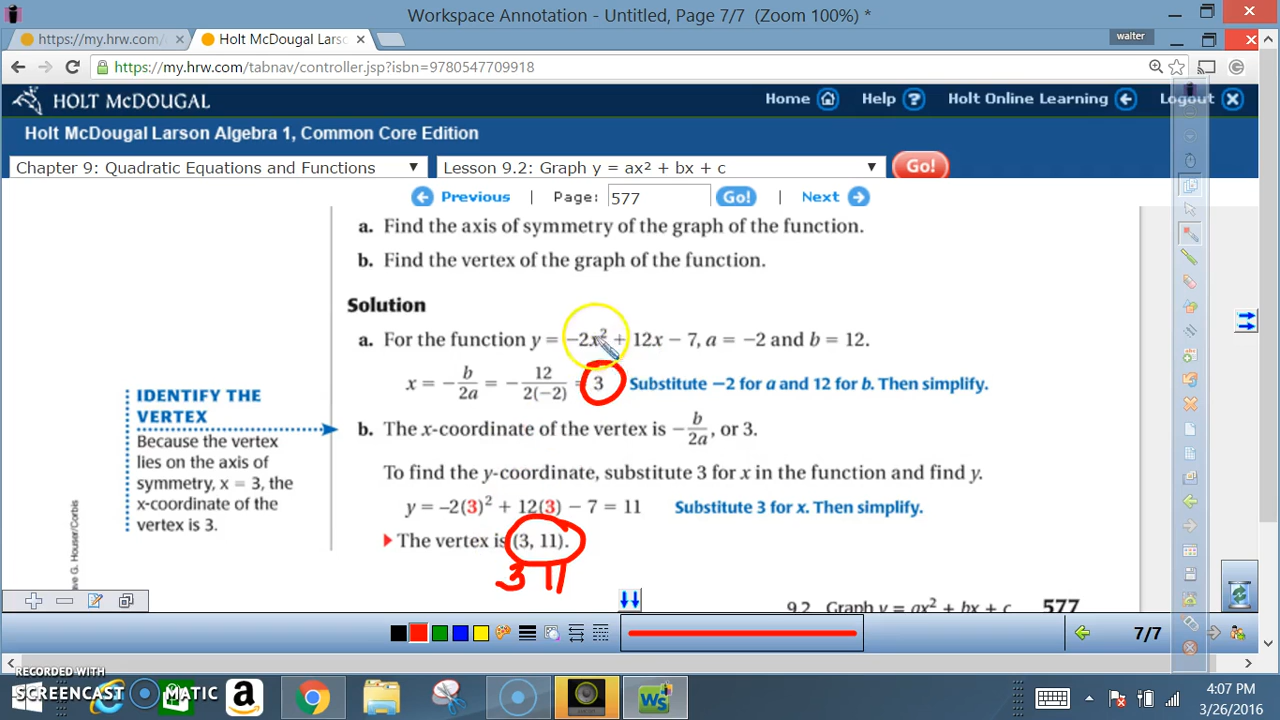 Workspace Annotation - Untitled, Page 7/7 (Zoom 100%) *
https://my.hrw.com/ ×
Holt McDougal Lars ×
walter
https://my.hrw.com/tabnav/controller.jsp?isbn=9780547709918
HOLT McDOUGAL
Home
Help ?
Holt Online Learning
Logout
Holt McDougal Larson Algebra 1, Common Core Edition
Chapter 9: Quadratic Equations and Functions
Lesson 9.2: Graph y = ax² + bx + c
Go!
Previous | Page: 577 Go! | Next
a. Find the axis of symmetry of the graph of the function.
b. Find the vertex of the graph of the function.
Solution
a. For the function y = −2x² + 12x − 7, a = −2 and b = 12.
x = − b/2a = − 12/2(−2) = 3 Substitute −2 for a and 12 for b. Then simplify.
IDENTIFY THE
VERTEX
Because the vertex
lies on the axis of
symmetry, x = 3, the
x-coordinate of the
vertex is 3.
b. The x-coordinate of the vertex is − b/2a, or 3.
To find the y-coordinate, substitute 3 for x in the function and find y.
y = −2(3)² + 12(3) − 7 = 11 Substitute 3 for x. Then simplify.
The vertex is (3, 11).
3 11
ve G. Houser/Corbis
9.2 Graph y = ax² + bx + c 577
7/7
RECORDED WITH
SCREENCAST MATIC
a
WS
4:07 PM
3/26/2016